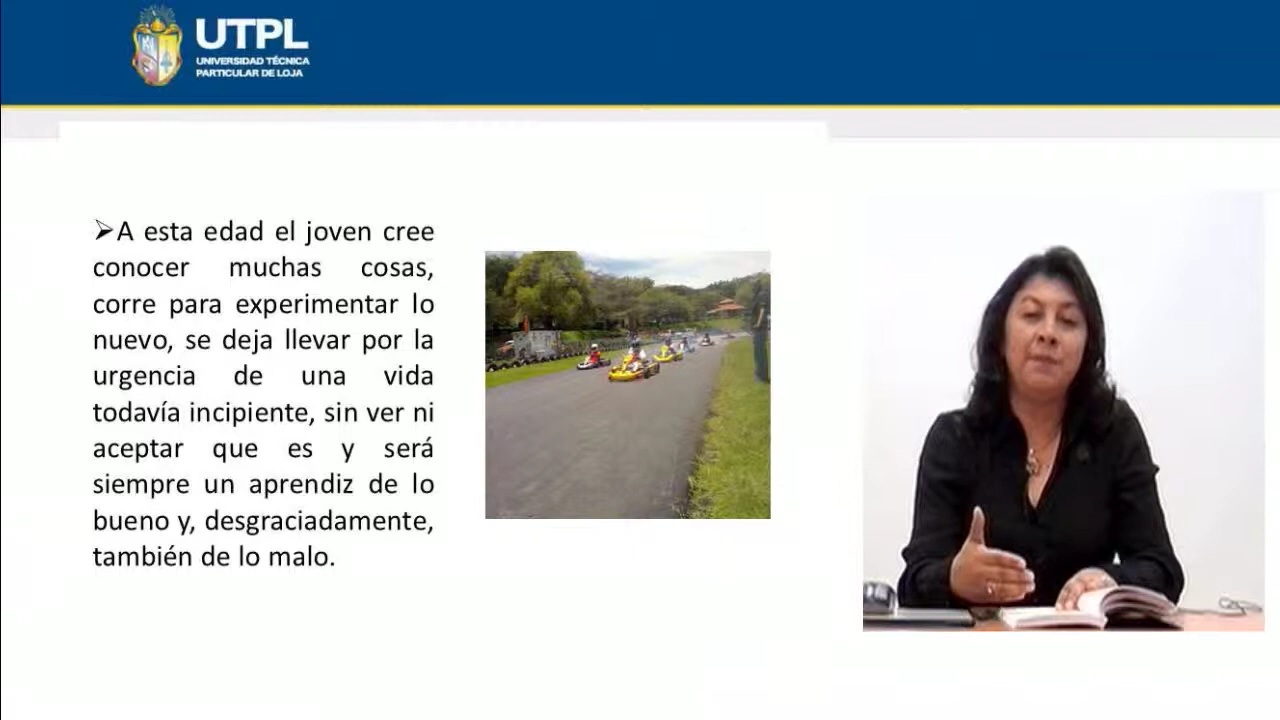 UTPL
UNIVERSIDAD TÉCNICA
PARTICULAR DE LOJA
➢A esta edad el joven cree
conocer muchas cosas,
corre para experimentar lo
nuevo, se deja llevar por la
urgencia de una vida
todavía incipiente, sin ver ni
aceptar que es y será
siempre un aprendiz de lo
bueno y, desgraciadamente,
también de lo malo.